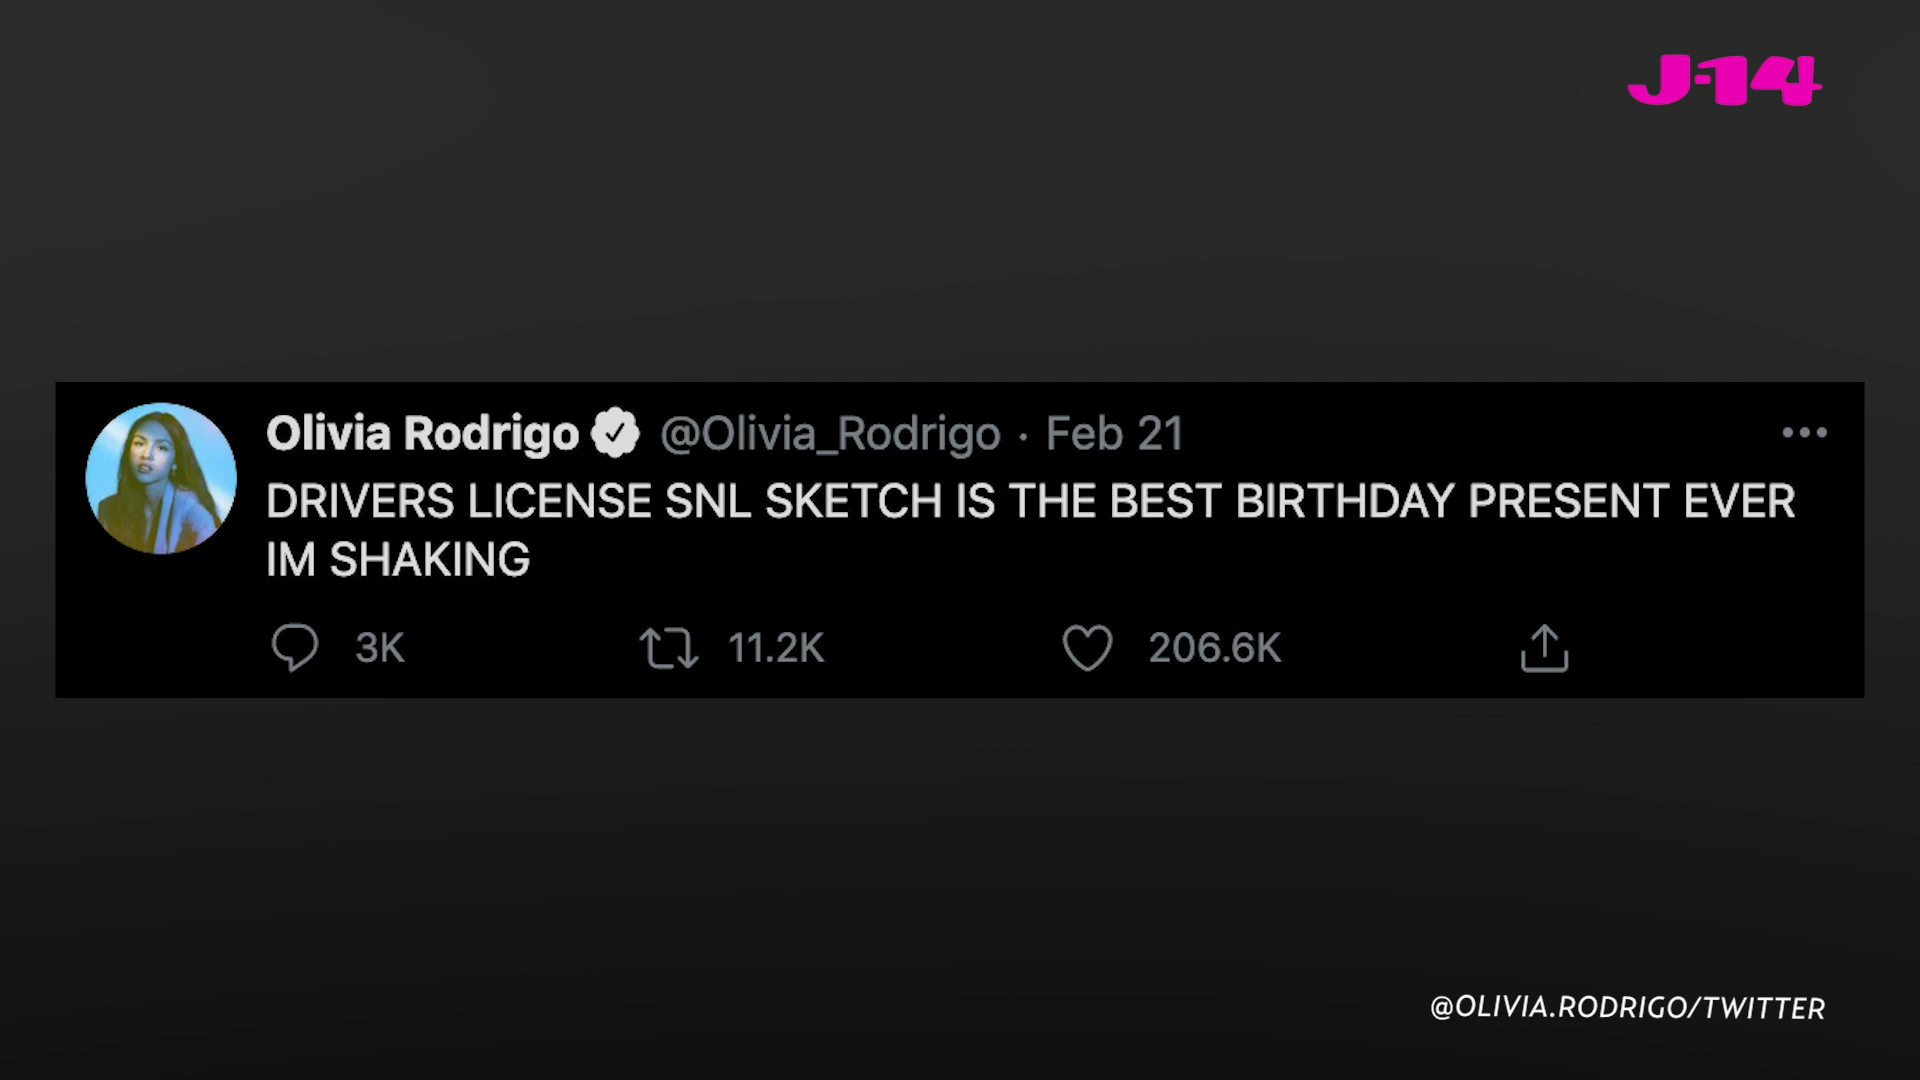 J-14
Olivia Rodrigo @Olivia_Rodrigo · Feb 21
DRIVERS LICENSE SNL SKETCH IS THE BEST BIRTHDAY PRESENT EVER
IM SHAKING
3K 11.2K 206.6K
@OLIVIA.RODRIGO/TWITTER